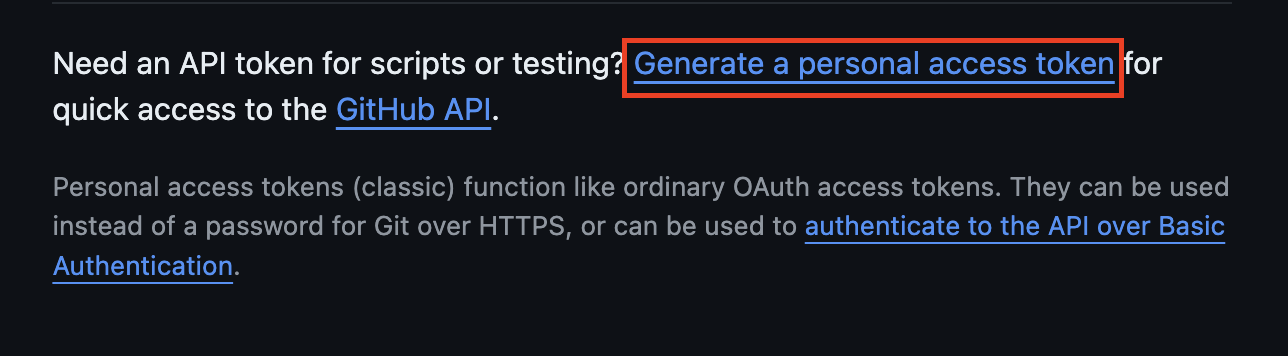 Need an API token for scripts or testing? Generate a personal access token for
quick access to the GitHub API.
Personal access tokens (classic) function like ordinary OAuth access tokens. They can be used
instead of a password for Git over HTTPS, or can be used to authenticate to the API over Basic
Authentication.